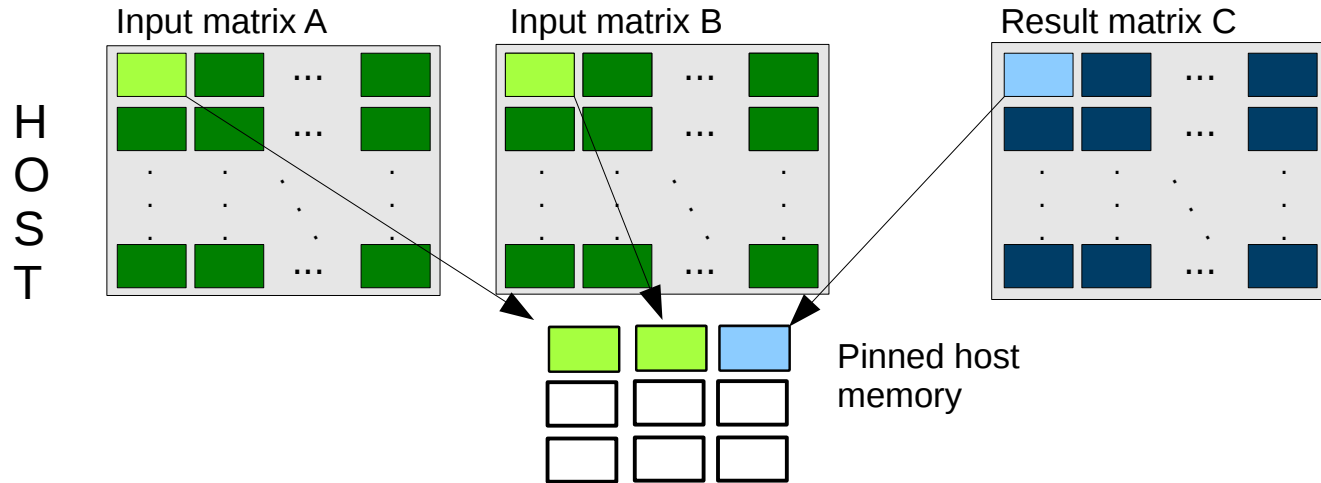 Input matrix A
Input matrix B
Result matrix C
...
...
...
H
O
S
T
...
...
...
...
...
...
Pinned host
memory